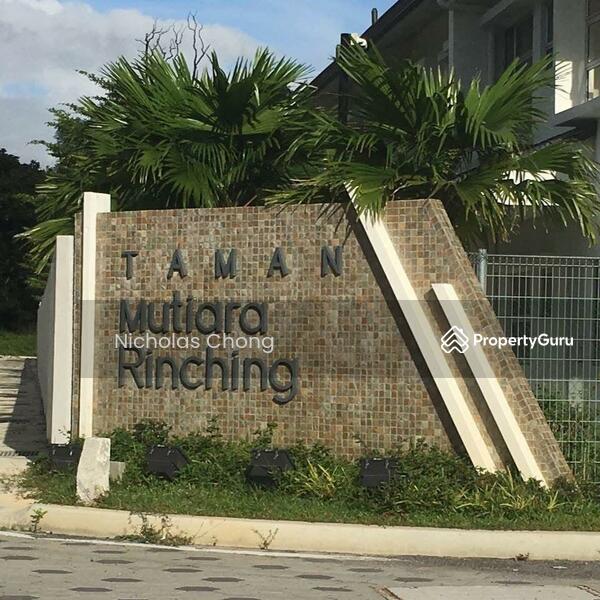 TAMAN
Mutiara
Nicholas Chong
Rinching
PropertyGuru